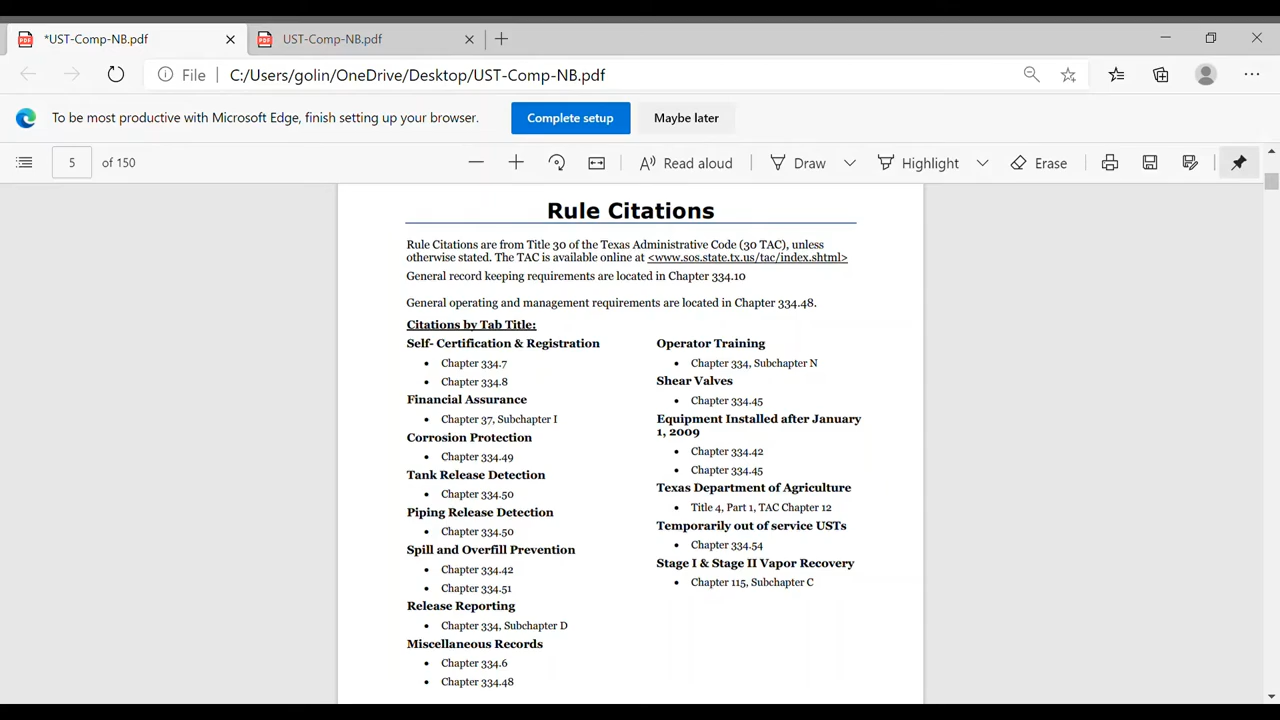 *UST-Comp-NB.pdf
UST-Comp-NB.pdf
File
C:/Users/golin/OneDrive/Desktop/UST-Comp-NB.pdf
To be most productive with Microsoft Edge, finish setting up your browser.
Complete setup
Maybe later
5 of 150
Read aloud
Draw
Highlight
Erase
Rule Citations
Rule Citations are from Title 30 of the Texas Administrative Code (30 TAC), unless
otherwise stated. The TAC is available online at <www.sos.state.tx.us/tac/index.shtml>
General record keeping requirements are located in Chapter 334.10
General operating and management requirements are located in Chapter 334.48.
Citations by Tab Title:
Self- Certification & Registration
• Chapter 334.7
• Chapter 334.8
Financial Assurance
• Chapter 37, Subchapter I
Corrosion Protection
• Chapter 334.49
Tank Release Detection
• Chapter 334.50
Piping Release Detection
• Chapter 334.50
Spill and Overfill Prevention
• Chapter 334.42
• Chapter 334.51
Release Reporting
• Chapter 334, Subchapter D
Miscellaneous Records
• Chapter 334.6
• Chapter 334.48
Operator Training
• Chapter 334, Subchapter N
Shear Valves
• Chapter 334.45
Equipment Installed after January
1, 2009
• Chapter 334.42
• Chapter 334.45
Texas Department of Agriculture
• Title 4, Part 1, TAC Chapter 12
Temporarily out of service USTs
• Chapter 334.54
Stage I & Stage II Vapor Recovery
• Chapter 115, Subchapter C